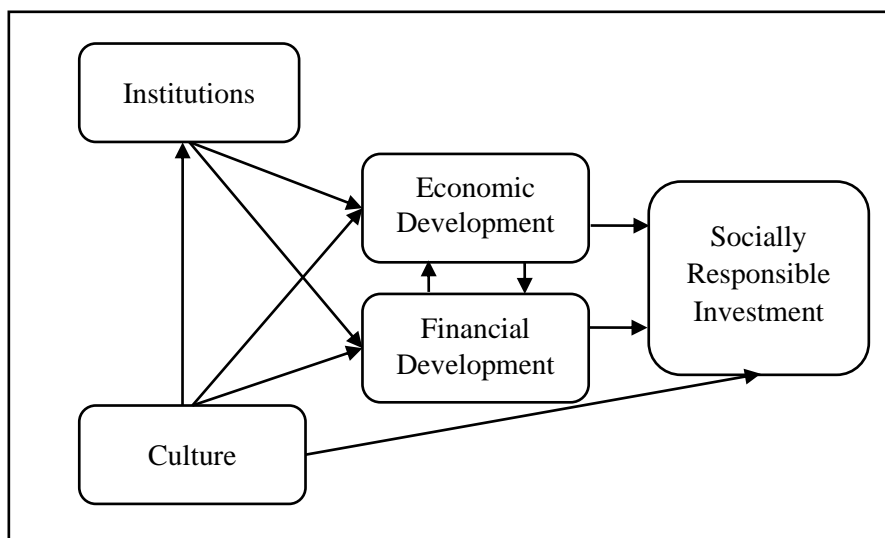 Institutions
Economic
Development
Socially
Responsible
Investment
Financial
Development
Culture